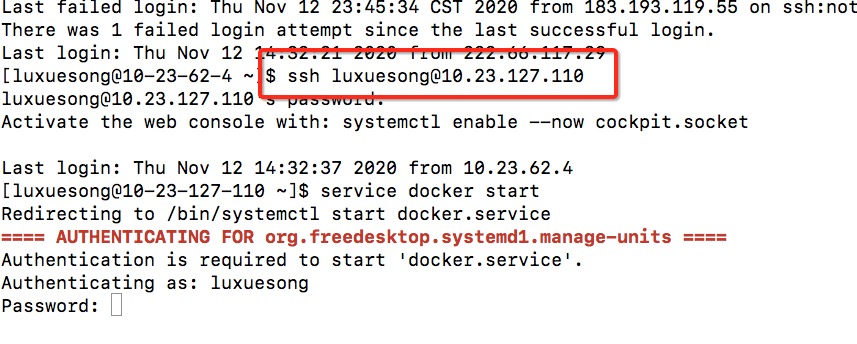 Last failed login: Thu Nov 12 23:45:34 CST 2020 from 183.193.119.55 on ssh:not
There was 1 failed login attempt since the last successful login.
Last login: Thu Nov 12 14:32:21 2020 from 222.66.117.29
[luxuesong@10-23-62-4 ~]$ ssh luxuesong@10.23.127.110
luxuesong@10.23.127.110's password:
Activate the web console with: systemctl enable --now cockpit.socket
Last login: Thu Nov 12 14:32:37 2020 from 10.23.62.4
[luxuesong@10-23-127-110 ~]$ service docker start
Redirecting to /bin/systemctl start docker.service
==== AUTHENTICATING FOR org.freedesktop.systemd1.manage-units ====
Authentication is required to start 'docker.service'.
Authenticating as: luxuesong
Password: